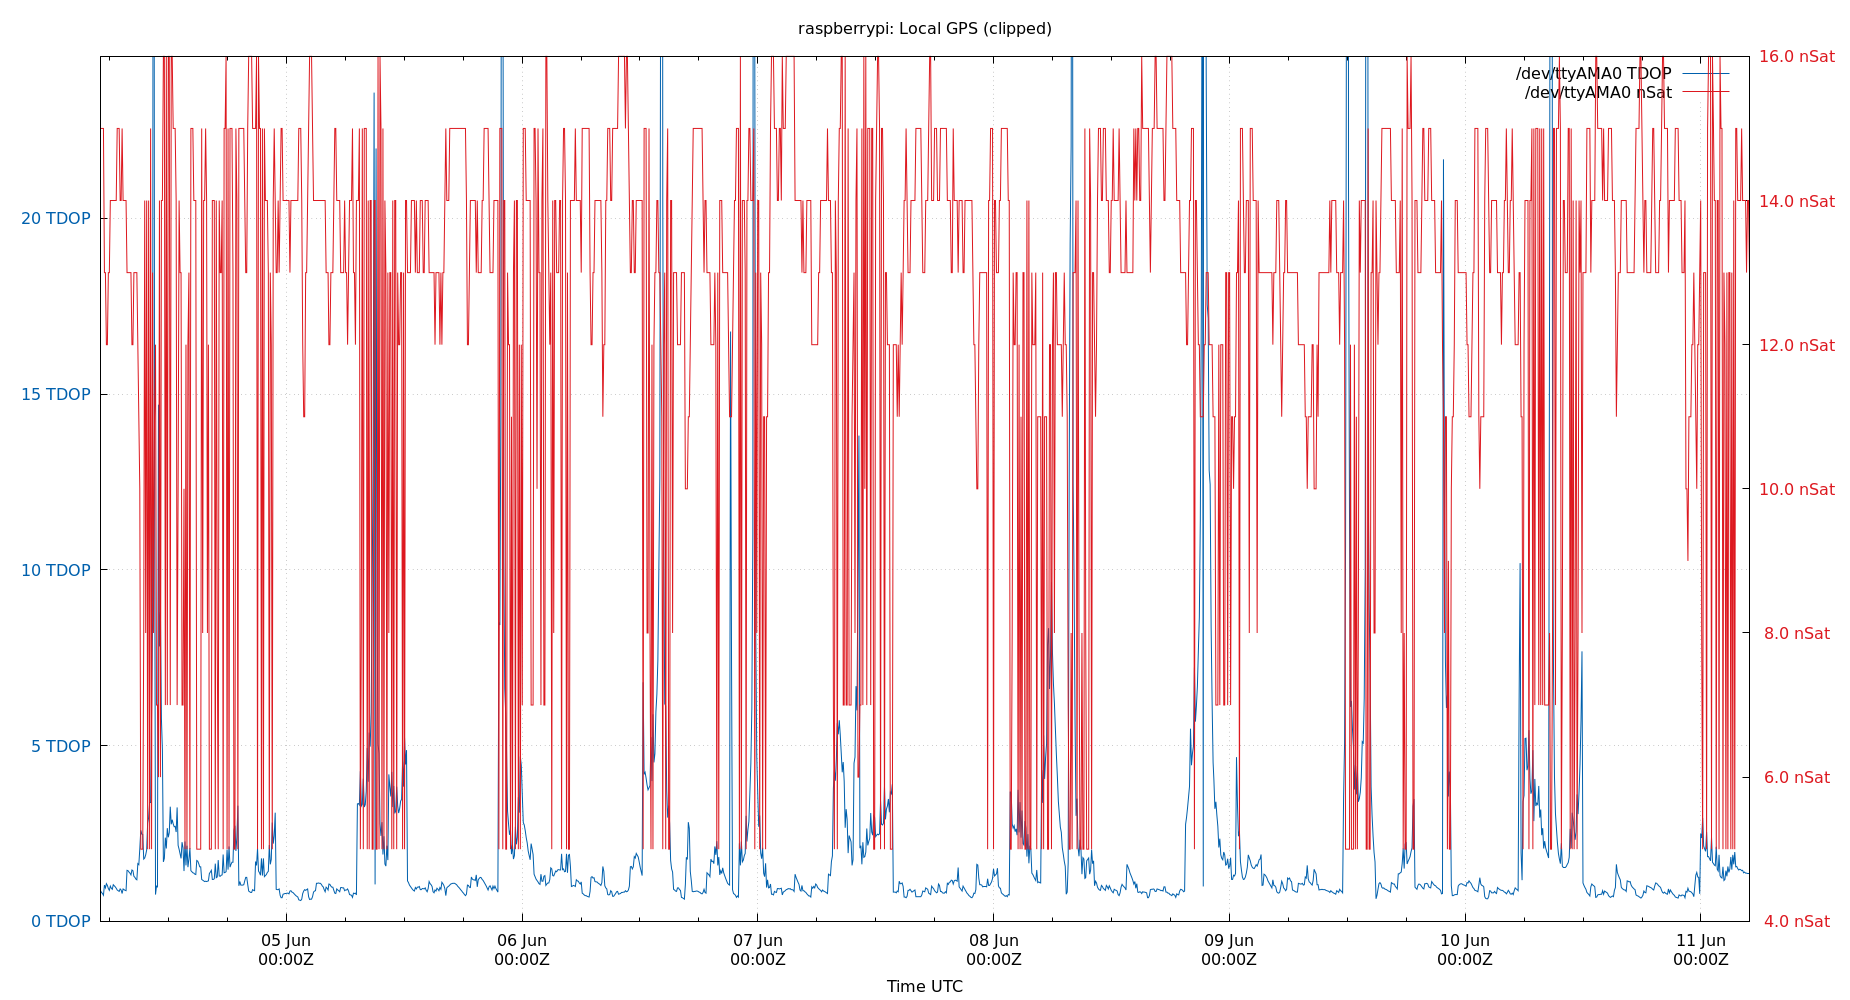 raspberrypi: Local GPS (clipped)
16.0 nSat
/dev/ttyAMA0 TDOP
/dev/ttyAMA0 nSat
20 TDOP
14.0 nSat
15 TDOP
12.0 nSat
10.0 nSat
10 TDOP
8.0 nSat
5 TDOP
6.0 nSat
0 TDOP
4.0 nSat
05 Jun 06 Jun 07 Jun 08 Jun 09 Jun 10 Jun 11 Jun
00:00Z 00:00Z 00:00Z 00:00Z 00:00Z 00:00Z 00:00Z
Time UTC